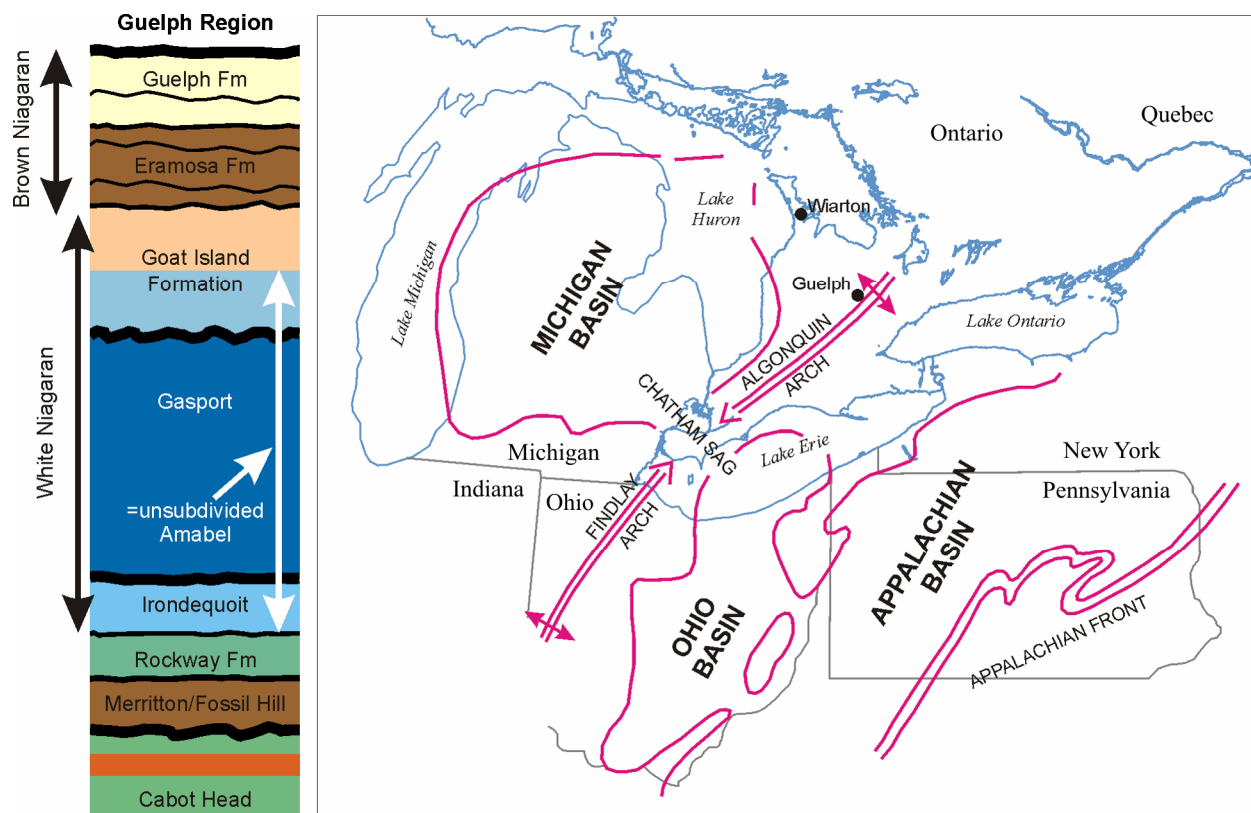 Guelph Region
Brown Niagaran
White Niagaran
Guelph Fm
Eramosa Fm
Goat Island
Formation
Gasport
=unsubdivided
Amabel
Irondequoit
Rockway Fm
Merritton/Fossil Hill
Cabot Head
Quebec
Ontario
Lake
Huron
Wiarton
Lake Michigan
MICHIGAN
BASIN
Guelph
Lake Ontario
ALGONQUIN
ARCH
CHATHAM SAG
Lake Erie
Michigan
Indiana
Ohio
FINDLAY
ARCH
New York
Pennsylvania
APPALACHIAN
BASIN
OHIO
BASIN
APPALACHIAN FRONT